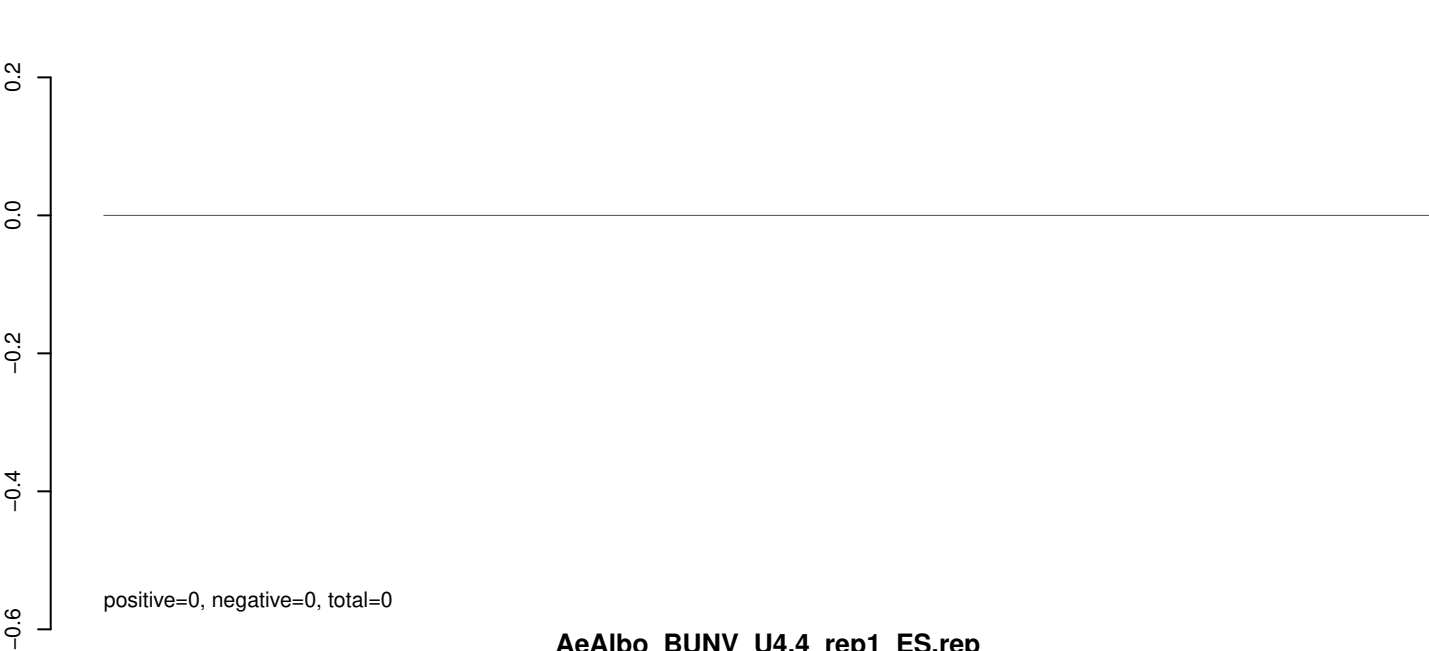 0.2
0.0
−0.2
−0.4
−0.6
positive=0, negative=0, total=0
AeAlbo_BUNV_U4.4_rep1_ES.rep